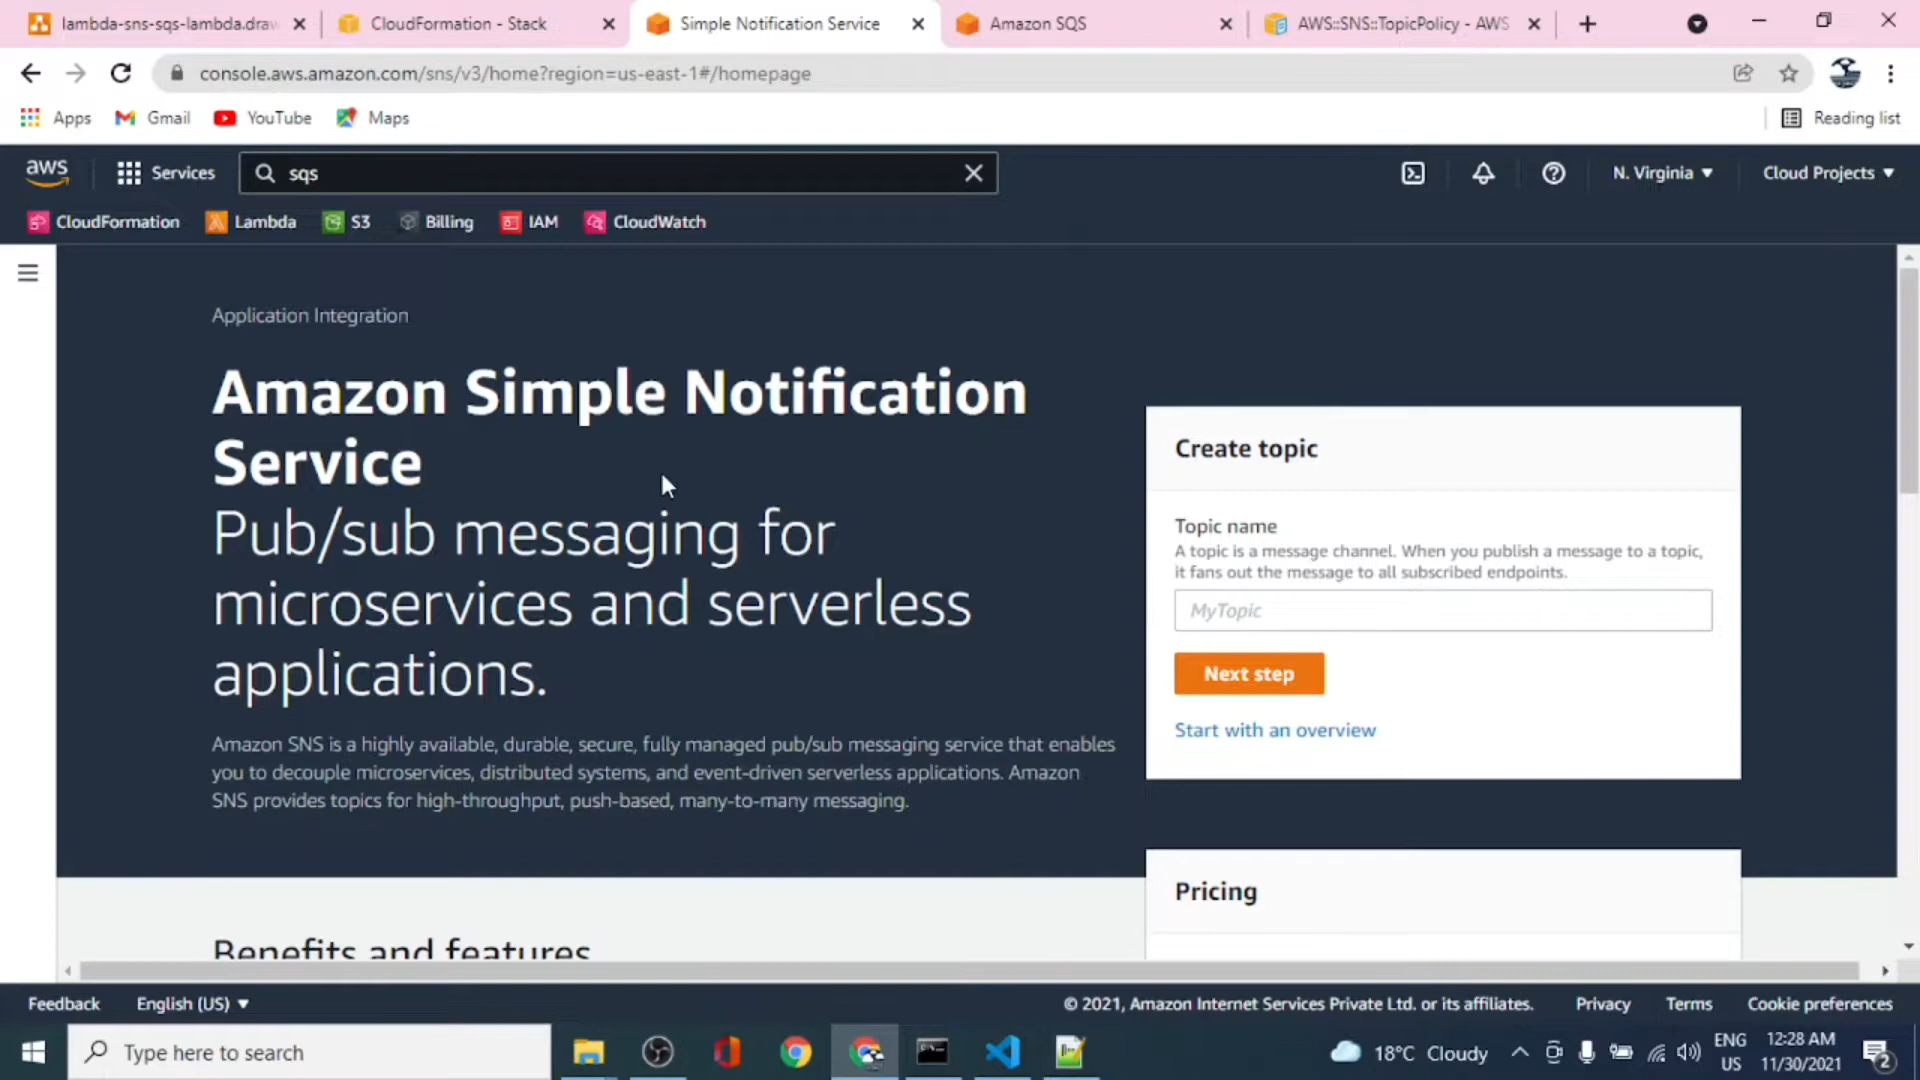 lambda-sns-sqs-lambda.draw
CloudFormation - Stack
Simple Notification Service
Amazon SQS
AWS::SNS::TopicPolicy - AWS
console.aws.amazon.com/sns/v3/home?region=us-east-1#/homepage
Apps
Gmail
YouTube
Maps
Reading list
aws
Services
sqs
N. Virginia
Cloud Projects
CloudFormation
Lambda
S3
Billing
IAM
CloudWatch
Application Integration
Amazon Simple Notification
Service
Pub/sub messaging for
microservices and serverless
applications.
Amazon SNS is a highly available, durable, secure, fully managed pub/sub messaging service that enables
you to decouple microservices, distributed systems, and event-driven serverless applications. Amazon
SNS provides topics for high-throughput, push-based, many-to-many messaging.
Create topic
Topic name
A topic is a message channel. When you publish a message to a topic,
it fans out the message to all subscribed endpoints.
MyTopic
Next step
Start with an overview
Pricing
Benefits and features
Feedback
English (US)
© 2021, Amazon Internet Services Private Ltd. or its affiliates.
Privacy
Terms
Cookie preferences
Type here to search
18°C Cloudy
ENG
US
12:28 AM
11/30/2021
2